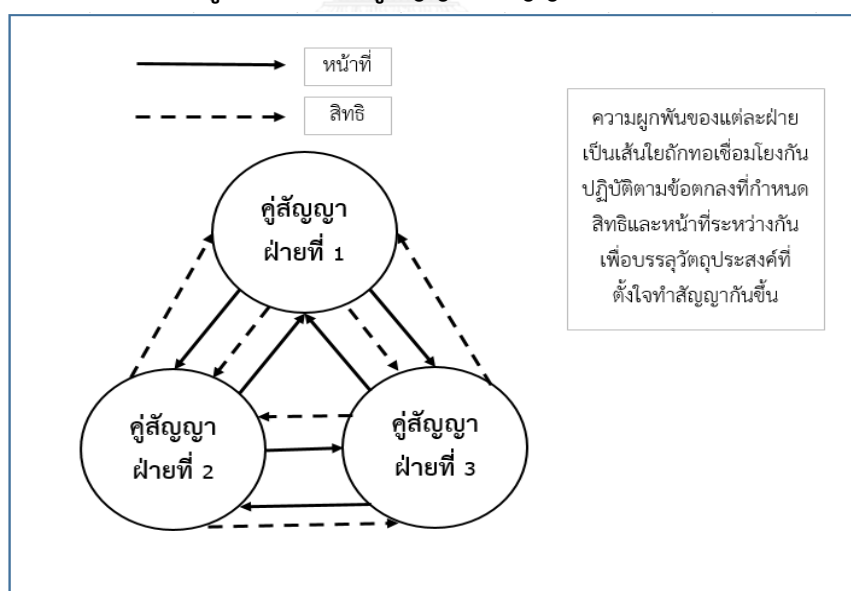 หน้าที่
สิทธิ
ความผูกพันของแต่ละฝ่าย
เป็นเส้นใยถักทอเชื่อมโยงกัน
ปฏิบัติตามข้อตกลงที่กำหนด
สิทธิและหน้าที่ระหว่างกัน
เพื่อบรรลุวัตถุประสงค์ที่
ตั้งใจทำสัญญากันขึ้น
คู่สัญญา
ฝ่ายที่ 1
คู่สัญญา
ฝ่ายที่ 2
คู่สัญญา
ฝ่ายที่ 3